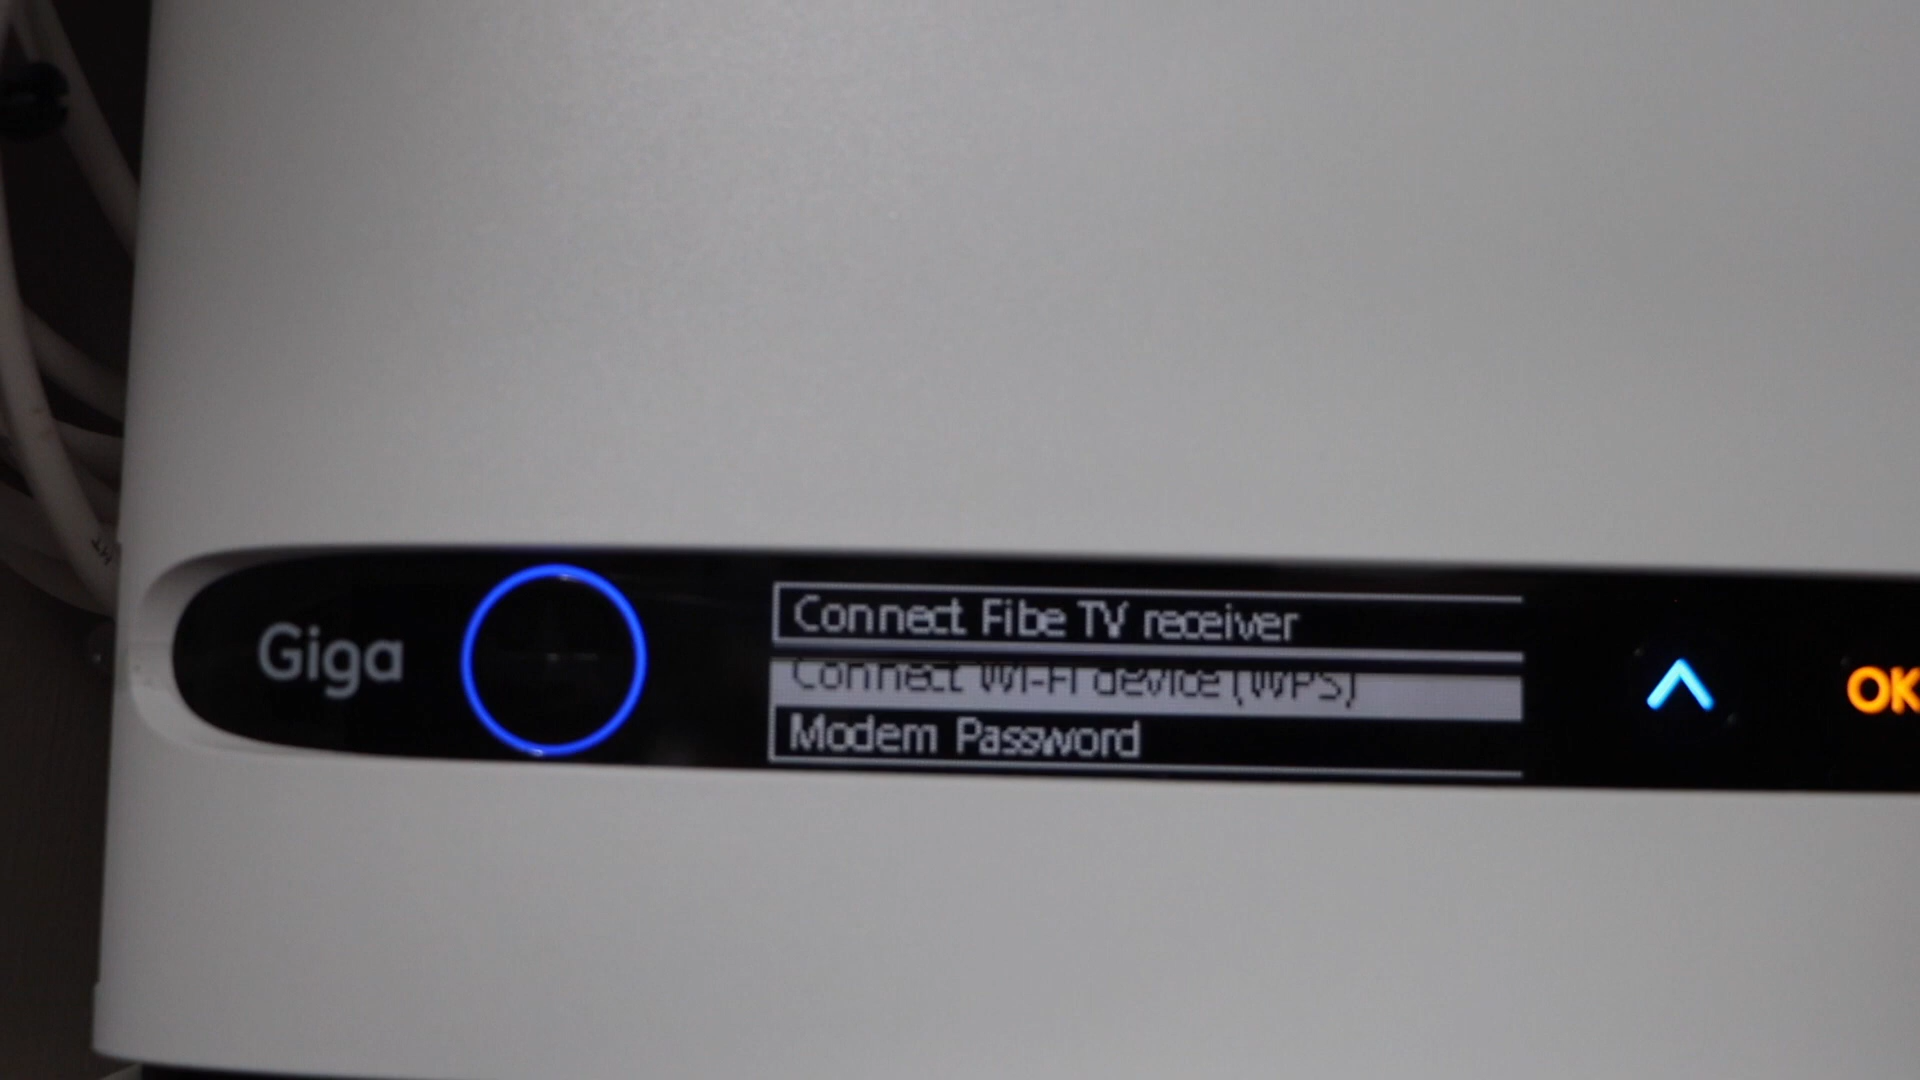 Giga
Connect Fibe TV receiver
Connect Wi-Fi device (WPS)
Modem Password
OK